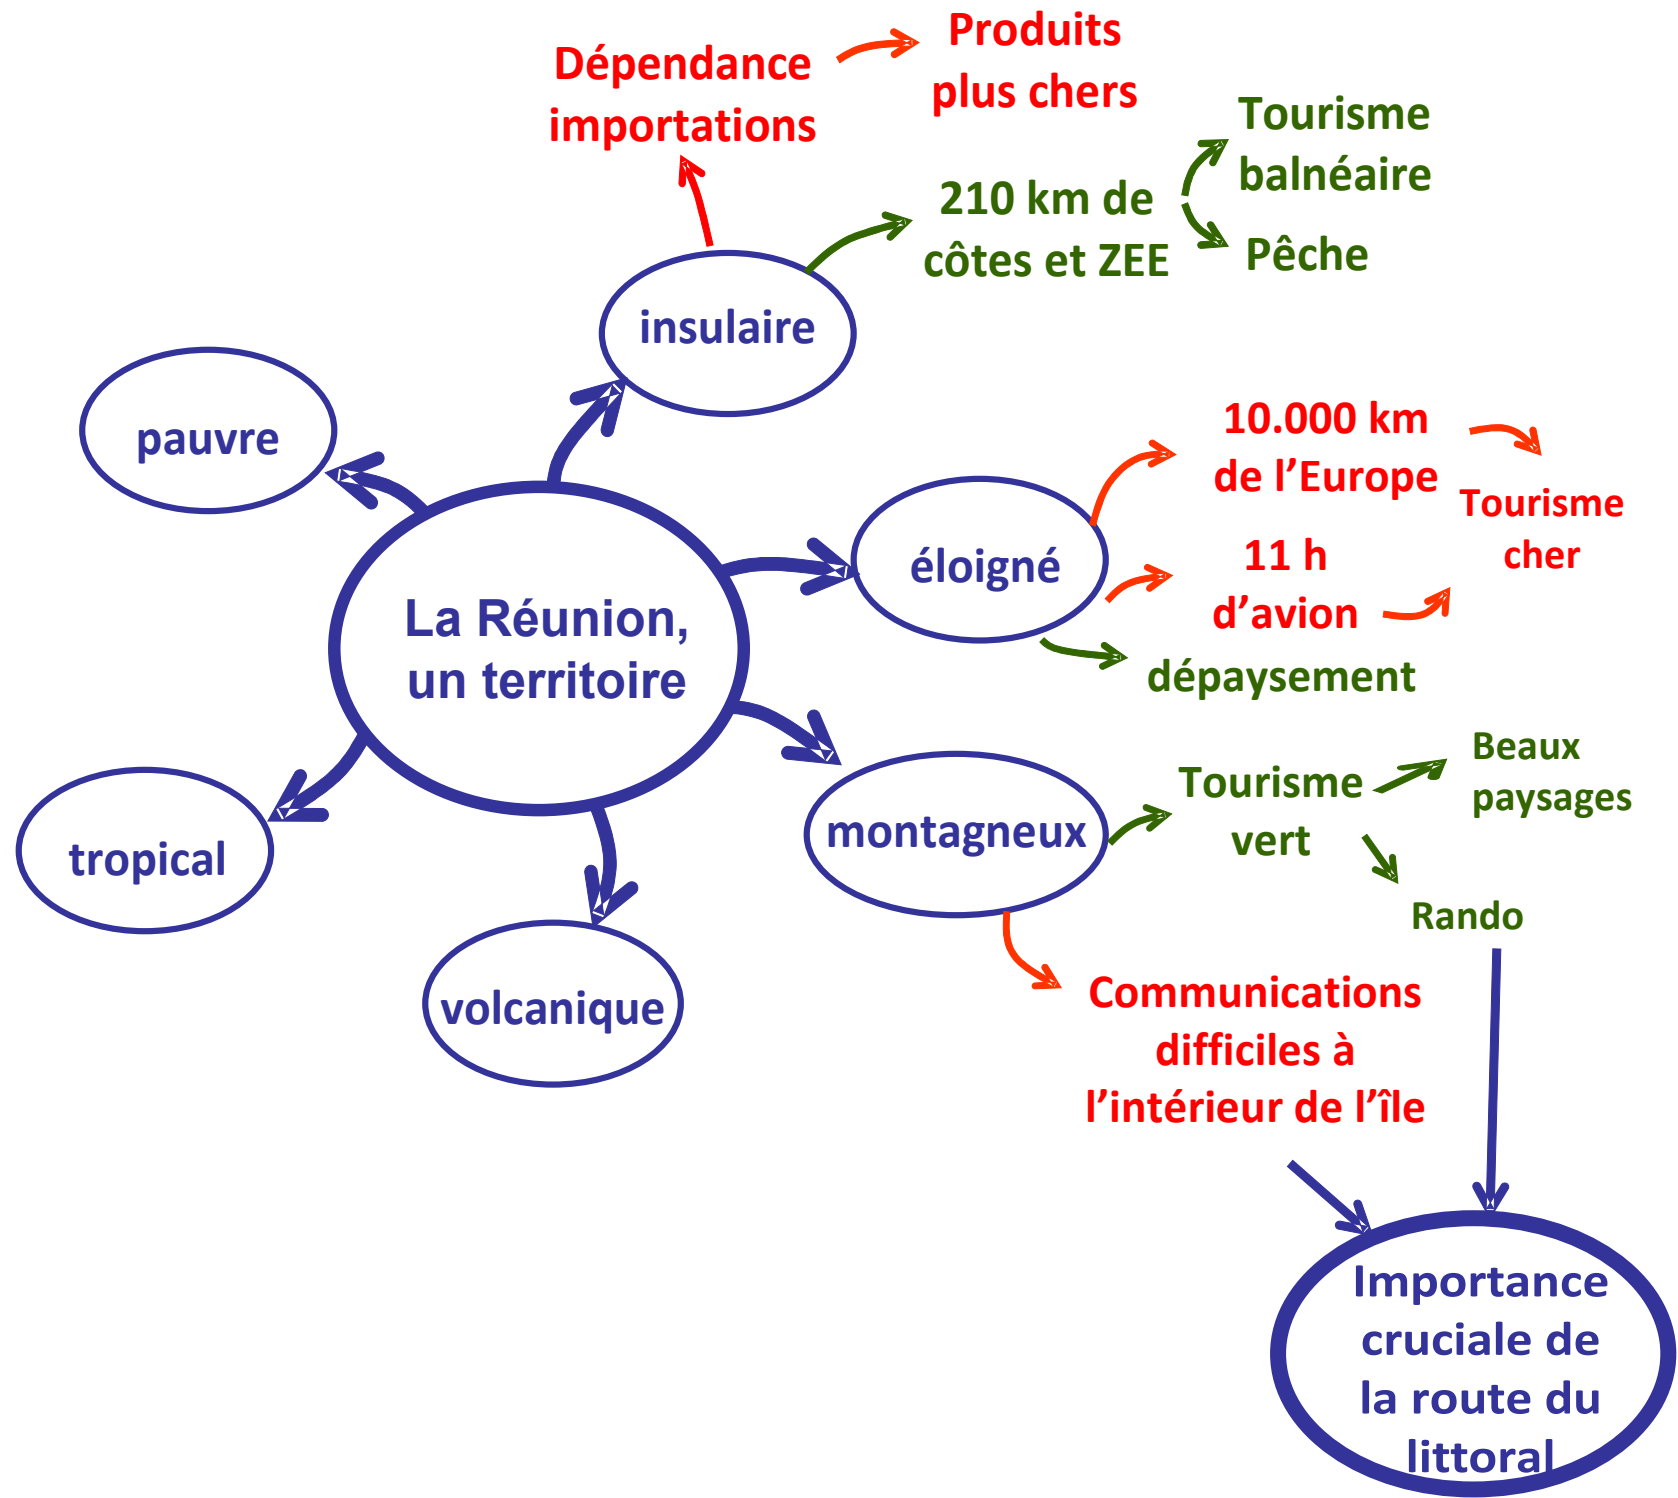 Produits
plus chers
Dépendance
importations
Tourisme
balnéaire
210 km de
côtes et ZEE
Pêche
insulaire
pauvre
10.000 km
de l’Europe
Tourisme
cher
éloigné
11 h
d’avion
dépaysement
La Réunion,
un territoire
Beaux
paysages
Tourisme
vert
montagneux
Rando
tropical
volcanique
Communications
difficiles à
l’intérieur de l’île
Importance
cruciale de
la route du
littoral